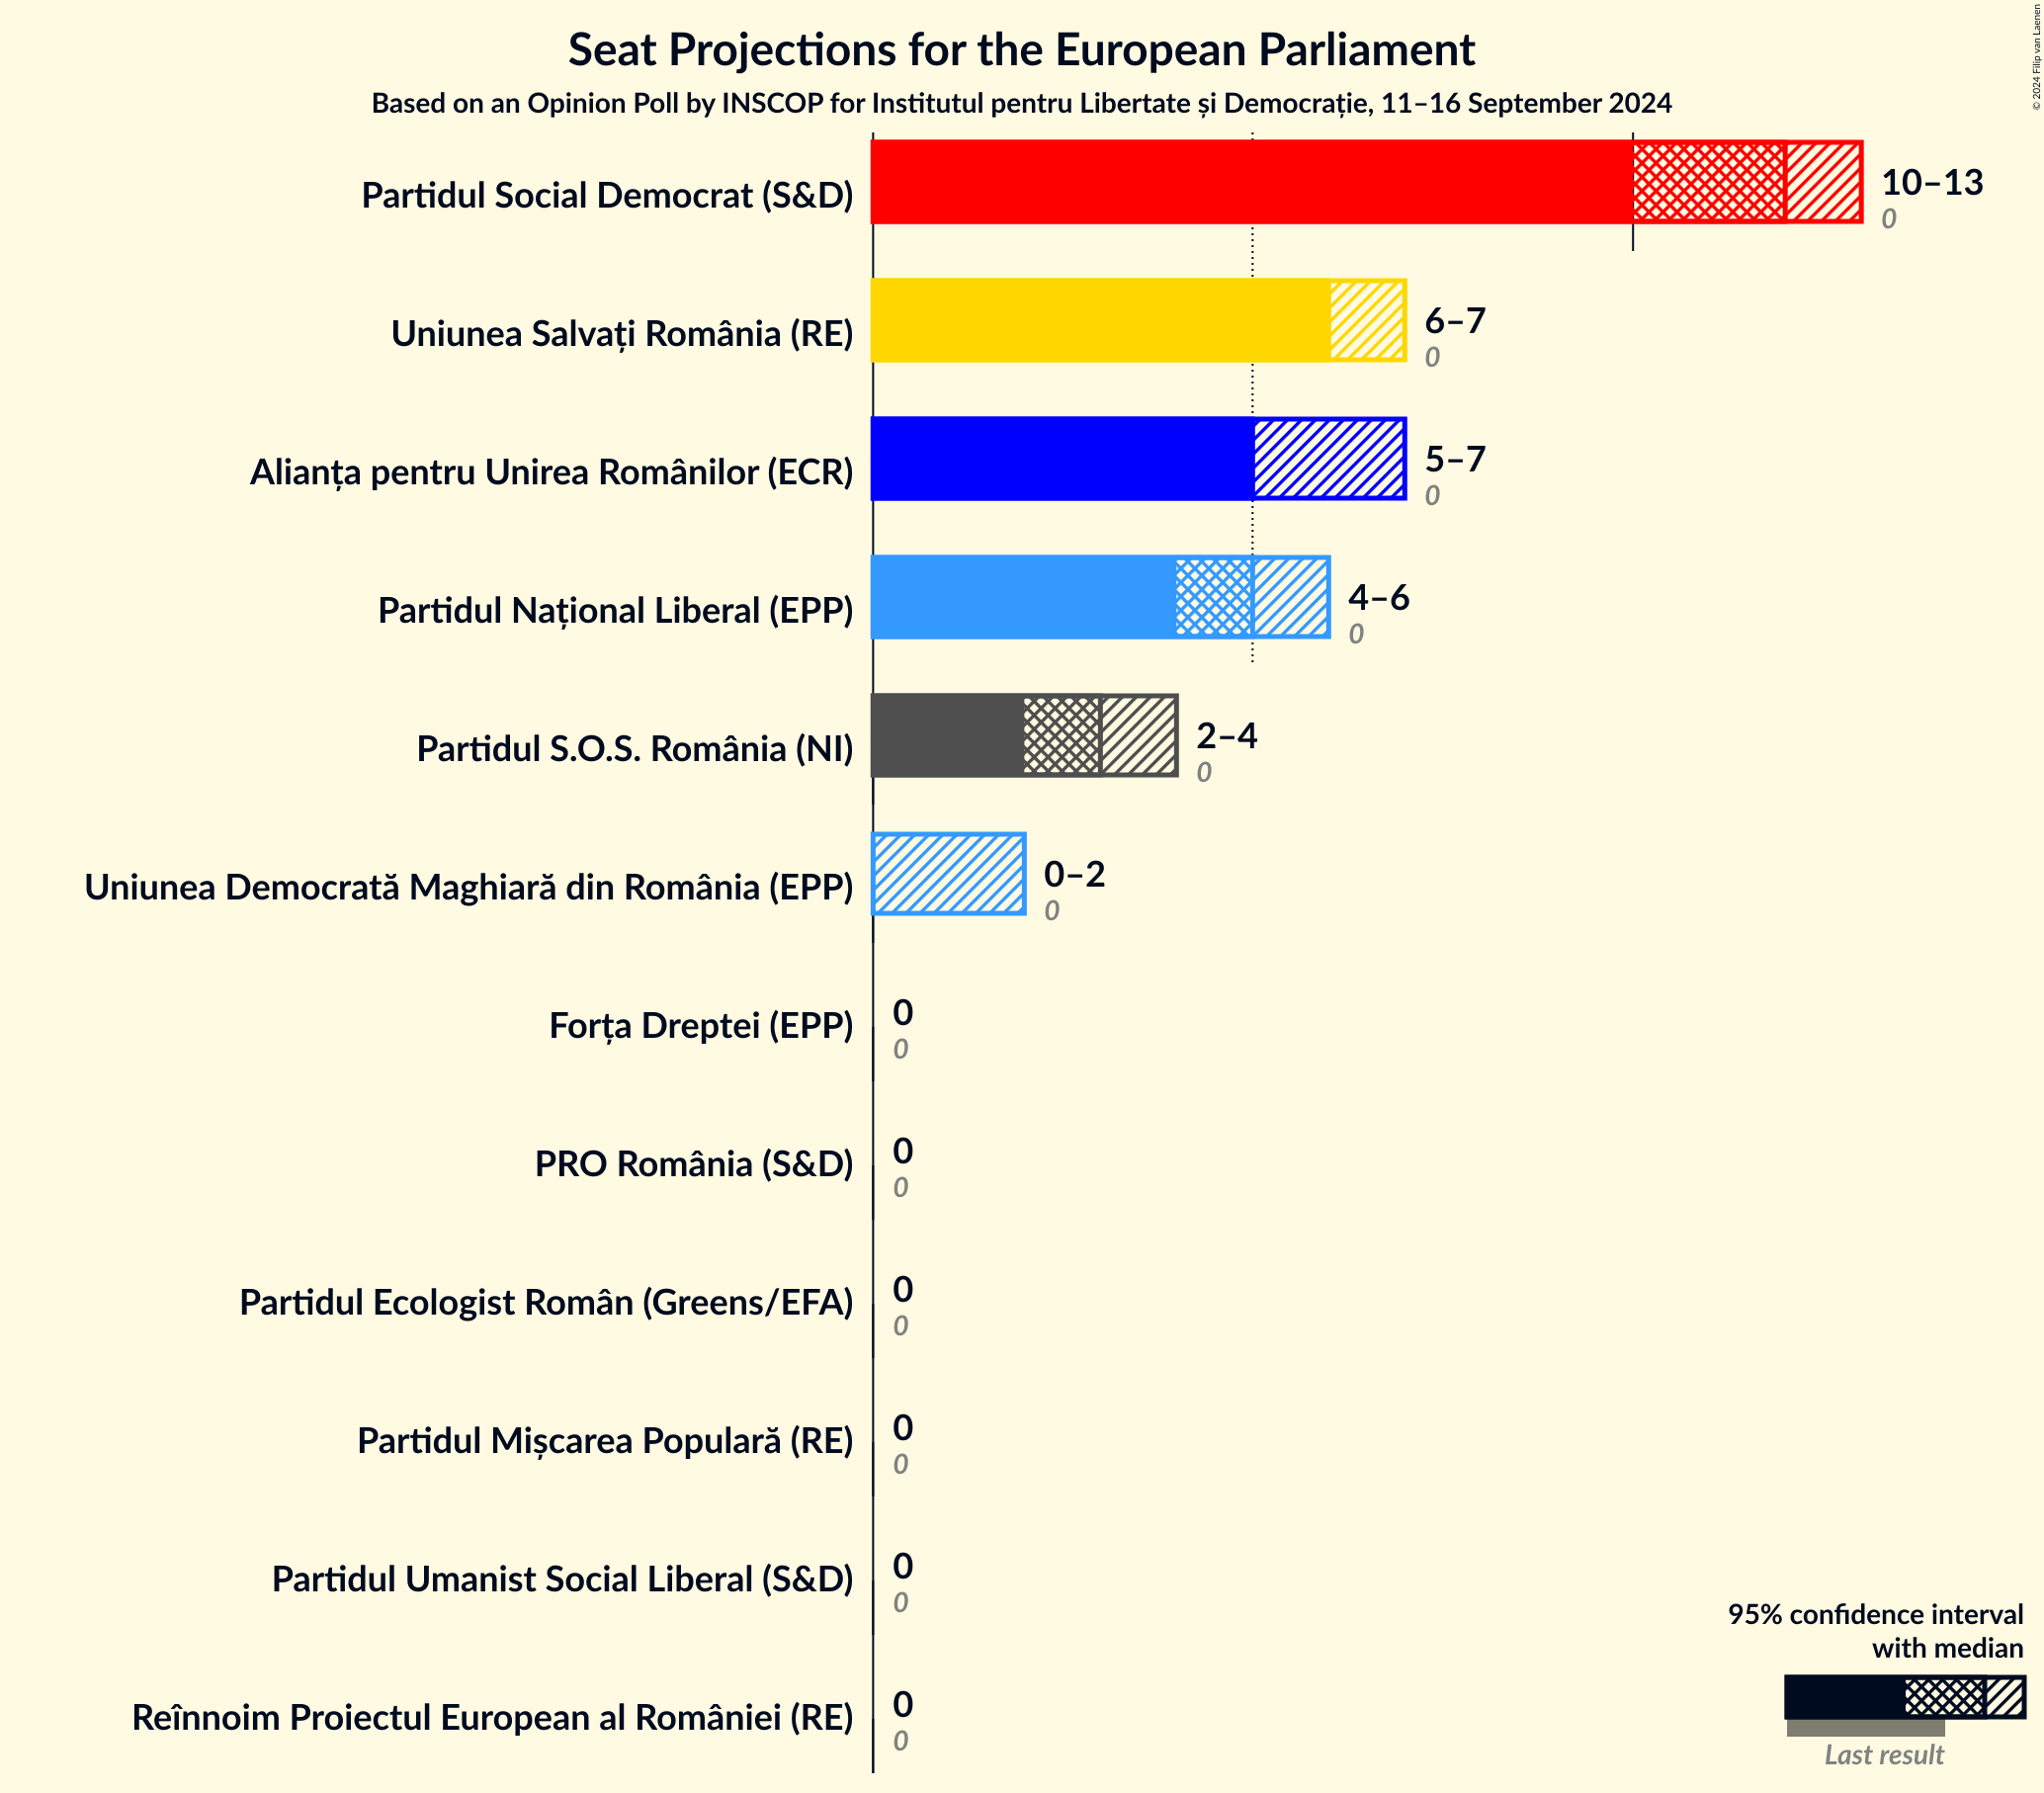 Seat Projections for the European Parliament
Based on an Opinion Poll by INSCOP for Institutul pentru Libertate și Democrație, 11–16 September 2024
© 2024 Filip van Laenen
Partidul Social Democrat (S&D)
10–13
0
Uniunea Salvați România (RE)
6–7
0
Alianța pentru Unirea Românilor (ECR)
5–7
0
Partidul Național Liberal (EPP)
4–6
0
Partidul S.O.S. România (NI)
2–4
0
Uniunea Democrată Maghiară din România (EPP)
0–2
0
Forța Dreptei (EPP)
0
0
PRO România (S&D)
0
0
Partidul Ecologist Român (Greens/EFA)
0
0
Partidul Mișcarea Populară (RE)
0
0
Partidul Umanist Social Liberal (S&D)
0
0
Reînnoim Proiectul European al României (RE)
0
0
95% confidence interval
with median
Last result